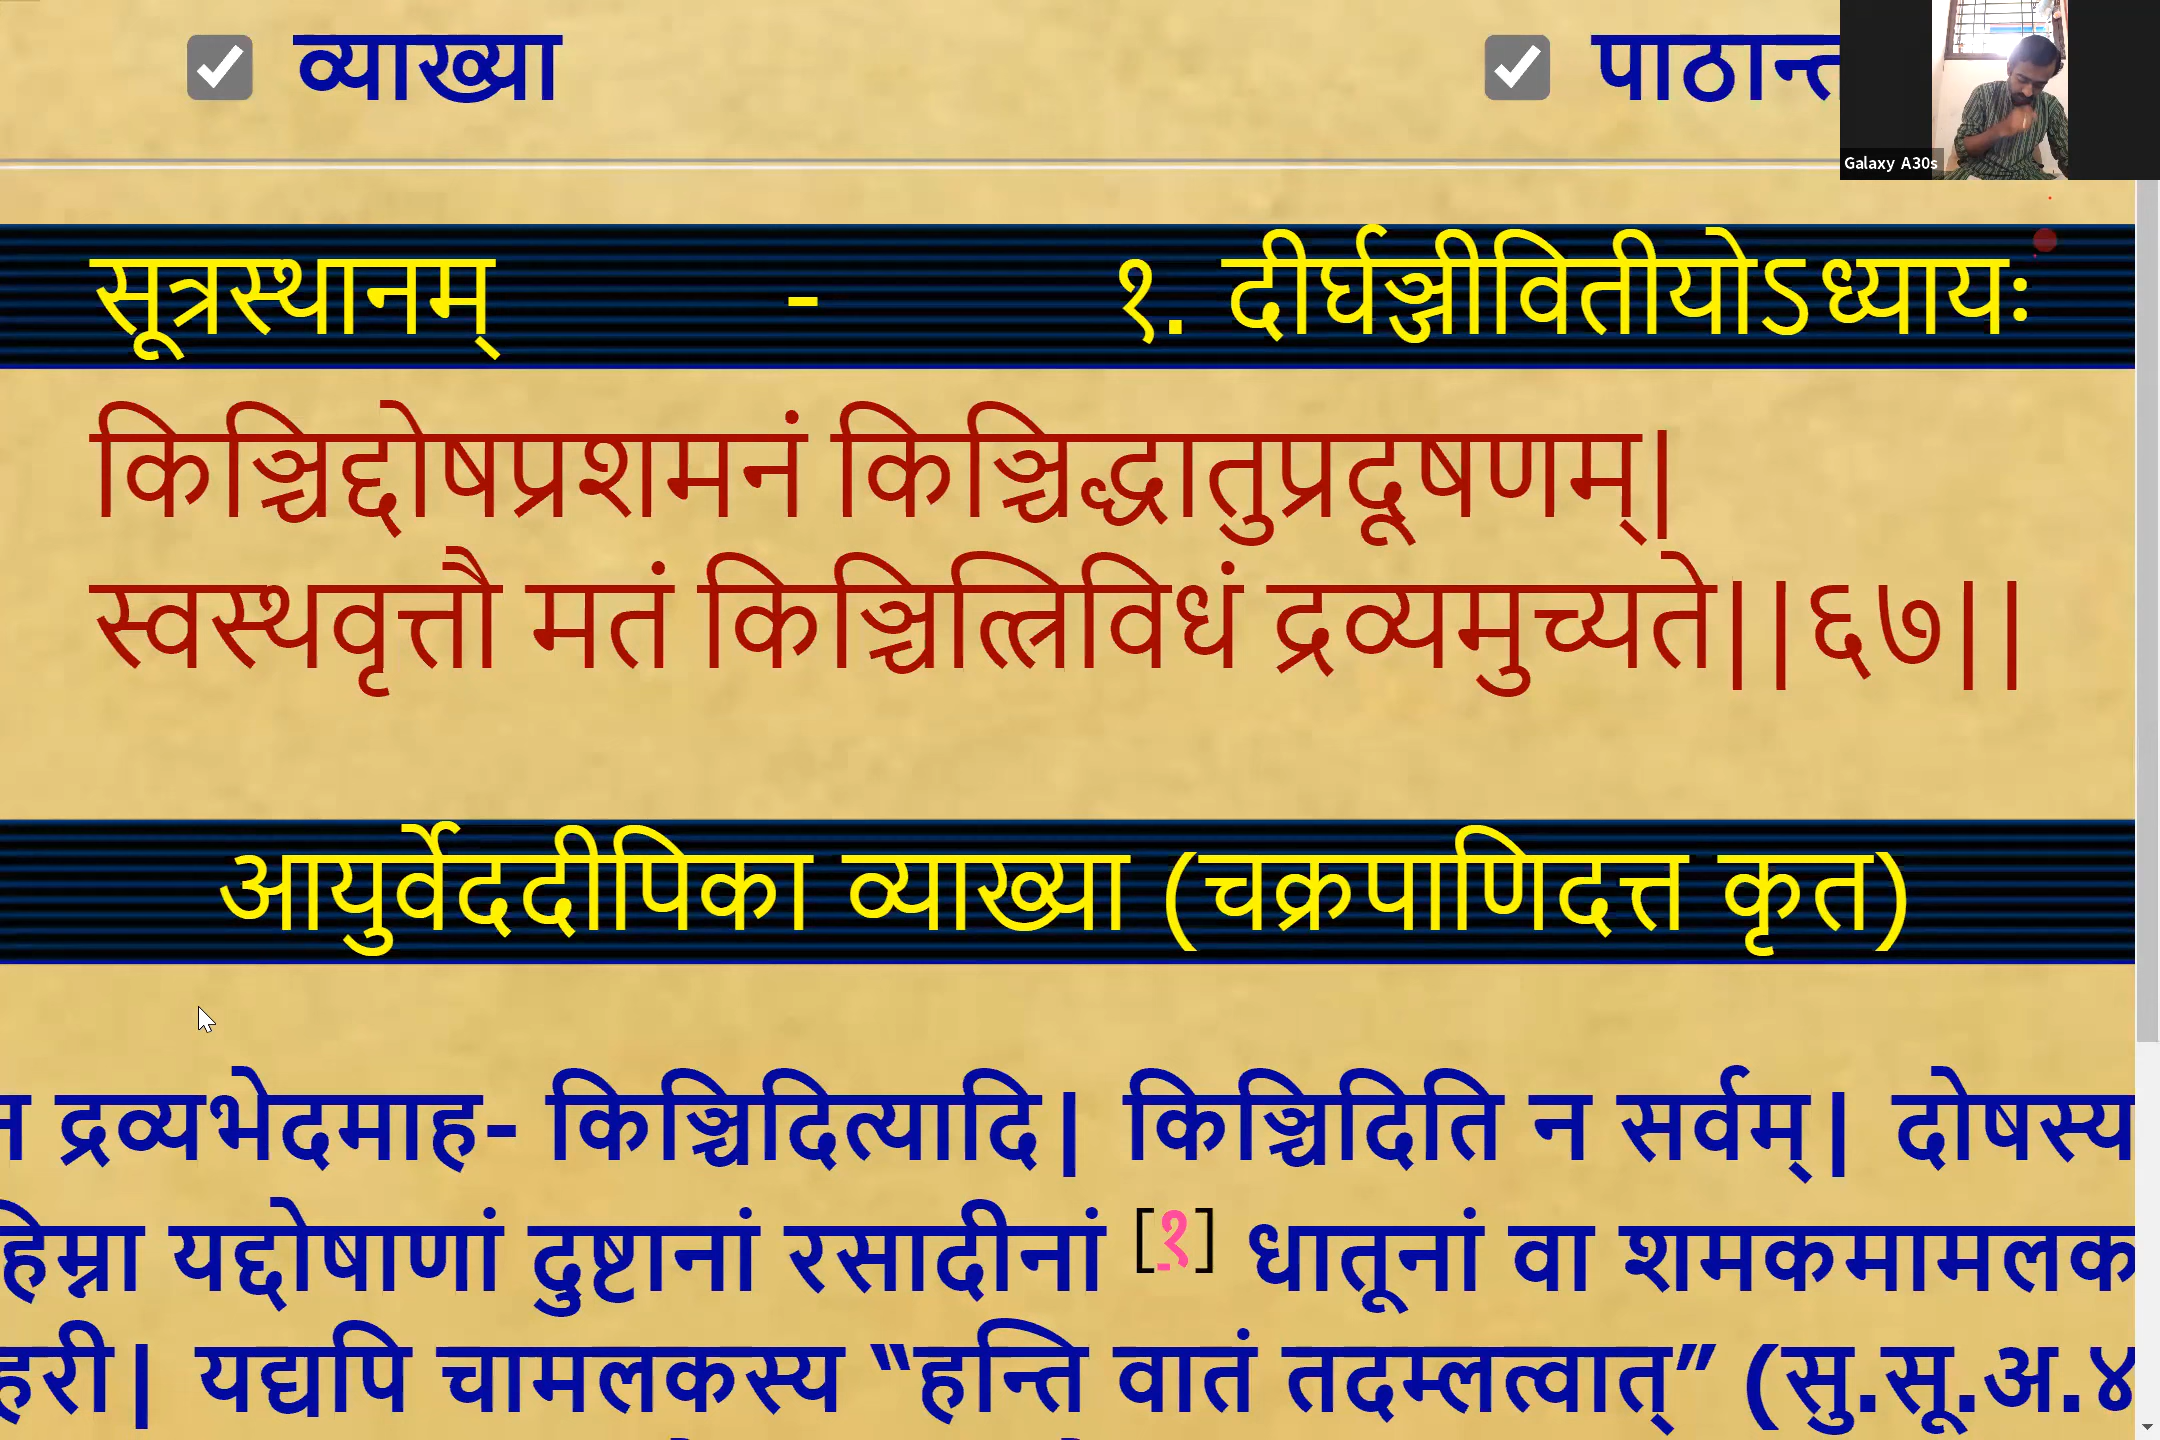 व्याख्या पाठान्त
Galaxy A30s
सूत्रस्थानम् - १. दीर्घञ्जीवितीयोऽध्यायः
किञ्चिद्दोषप्रशमनं किञ्चिद्धातुप्रदूषणम्|
स्वस्थवृत्तौ मतं किञ्चित्त्रिविधं द्रव्यमुच्यते||६७||
आयुर्वेददीपिका व्याख्या (चक्रपाणिदत्त कृत)
न द्रव्यभेदमाह- किञ्चिदित्यादि| किञ्चिदिति न सर्वम्| दोषस्य
हिम्ना यद्दोषाणां दुष्टानां रसादीनां [१] धातूनां वा शमकमामलक
हरी| यद्यपि चामलकस्य “हन्ति वातं तदम्लत्वात्” (सु.सू.अ.४